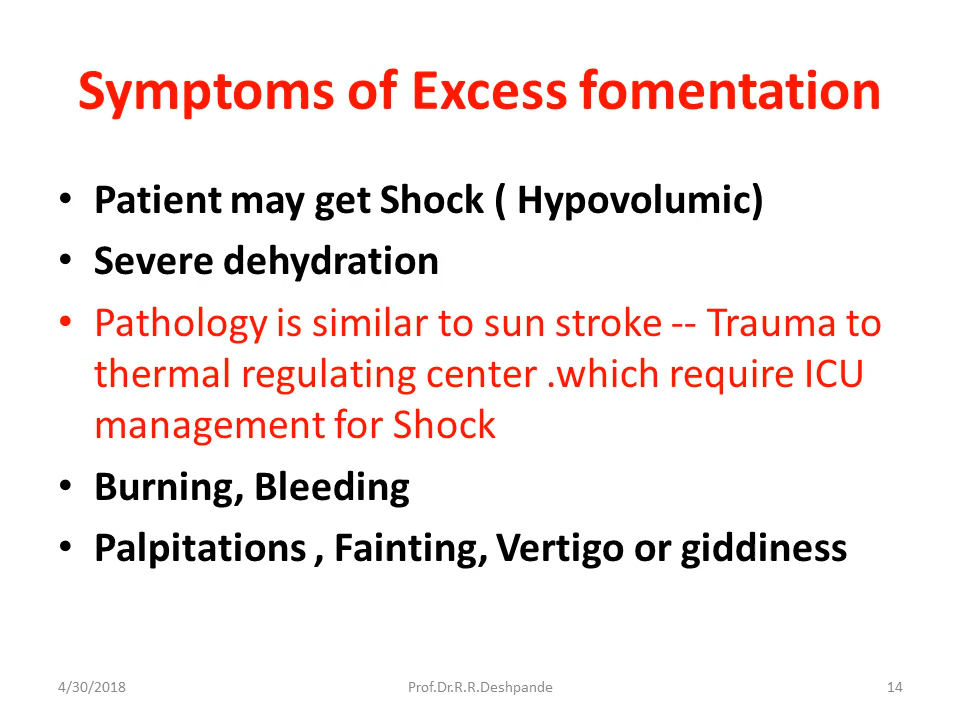 Symptoms of Excess fomentation
• Patient may get Shock ( Hypovolumic)
• Severe dehydration
• Pathology is similar to sun stroke -- Trauma to
thermal regulating center .which require ICU
management for Shock
• Burning, Bleeding
• Palpitations , Fainting, Vertigo or giddiness
4/30/2018 Prof.Dr.R.R.Deshpande 14